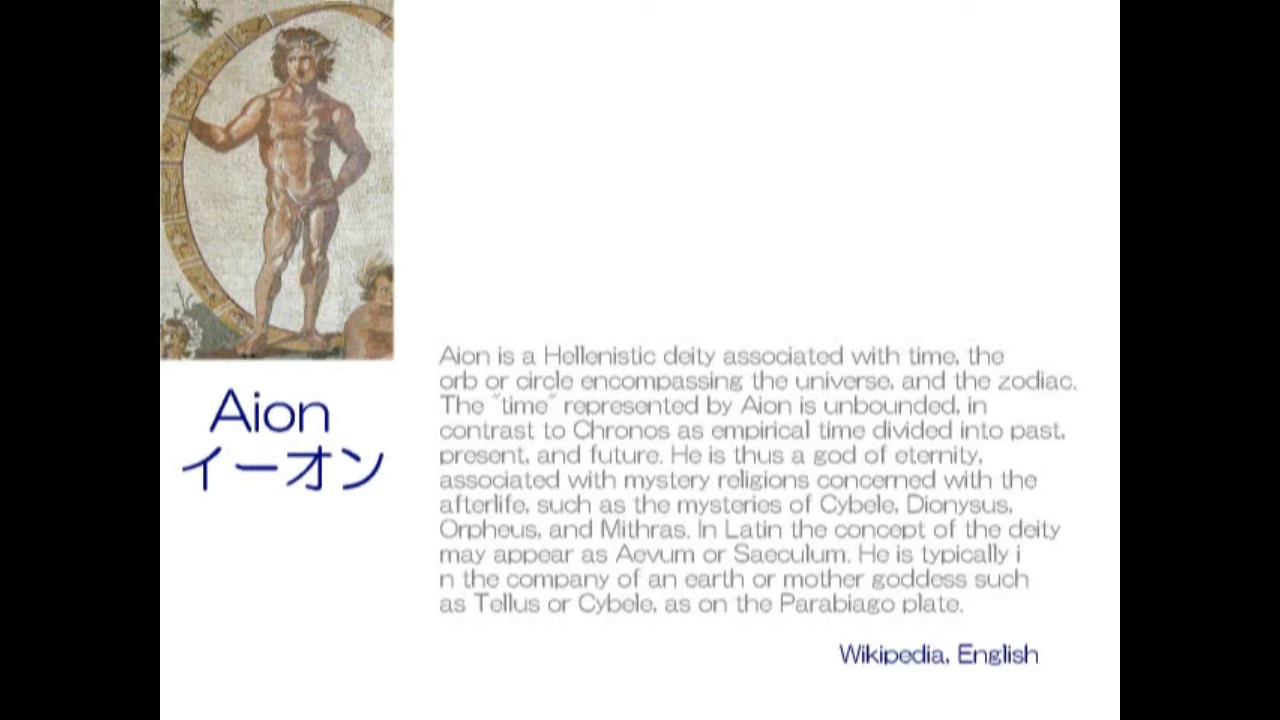 Aion
イーオン
Aion is a Hellenistic deity associated with time, the
orb or circle encompassing the universe, and the zodiac.
The "time" represented by Aion is unbounded, in
contrast to Chronos as empirical time divided into past,
present, and future. He is thus a god of eternity,
associated with mystery religions concerned with the
afterlife, such as the mysteries of Cybele, Dionysus,
Orpheus, and Mithras. In Latin the concept of the deity
may appear as Aevum or Saeculum. He is typically i
n the company of an earth or mother goddess such
as Tellus or Cybele, as on the Parabiago plate.
Wikipedia, English